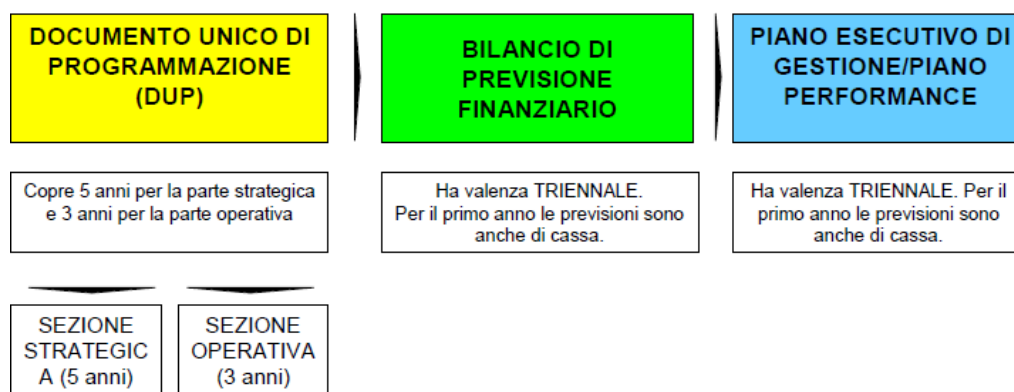 DOCUMENTO UNICO DI
PROGRAMMAZIONE
(DUP)
BILANCIO DI
PREVISIONE
FINANZIARIO
PIANO ESECUTIVO DI
GESTIONE/PIANO
PERFORMANCE
Copre 5 anni per la parte strategica
e 3 anni per la parte operativa
Ha valenza TRIENNALE.
Per il primo anno le previsioni sono
anche di cassa.
Ha valenza TRIENNALE. Per il
primo anno le previsioni sono
anche di cassa.
SEZIONE
STRATEGIC
A (5 anni)
SEZIONE
OPERATIVA
(3 anni)